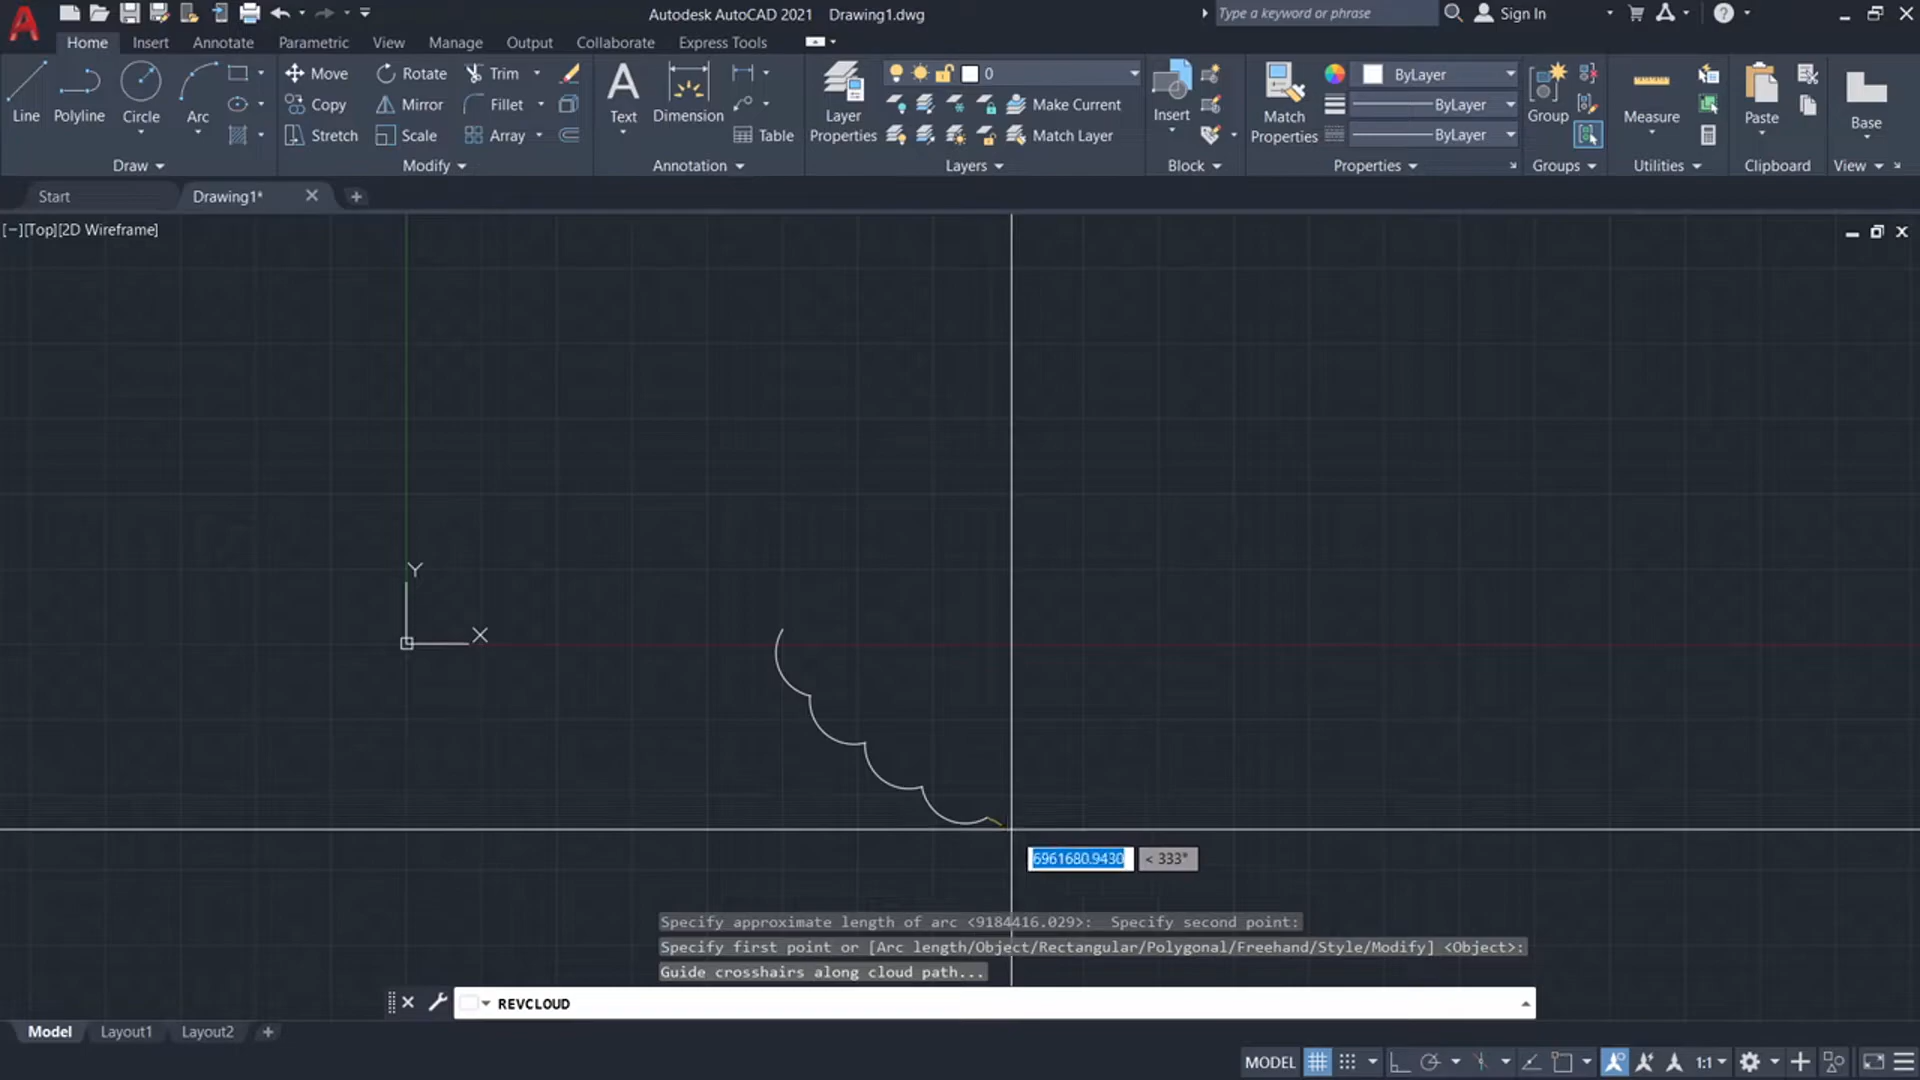 Autodesk AutoCAD 2021 Drawing1.dwg
Type a keyword or phrase
Sign In
Home Insert Annotate Parametric View Manage Output Collaborate Express Tools
Line Polyline Circle Arc
Move Rotate Trim
Copy Mirror Fillet
Stretch Scale Array
Text Dimension Table
Layer Properties
0
Make Current
Match Layer
Insert
Match Properties
ByLayer
ByLayer
ByLayer
Group
Measure
Paste
Base
Draw Modify Annotation Layers Block Properties Groups Utilities Clipboard View
Start Drawing1*
[−][Top][2D Wireframe]
Y
X
6961680.9430 < 333°
Specify approximate length of arc <9184416.029>: Specify second point:
Specify first point or [Arc length/Object/Rectangular/Polygonal/Freehand/Style/Modify] <Object>:
Guide crosshairs along cloud path...
REVCLOUD
Model Layout1 Layout2 +
MODEL 1:1